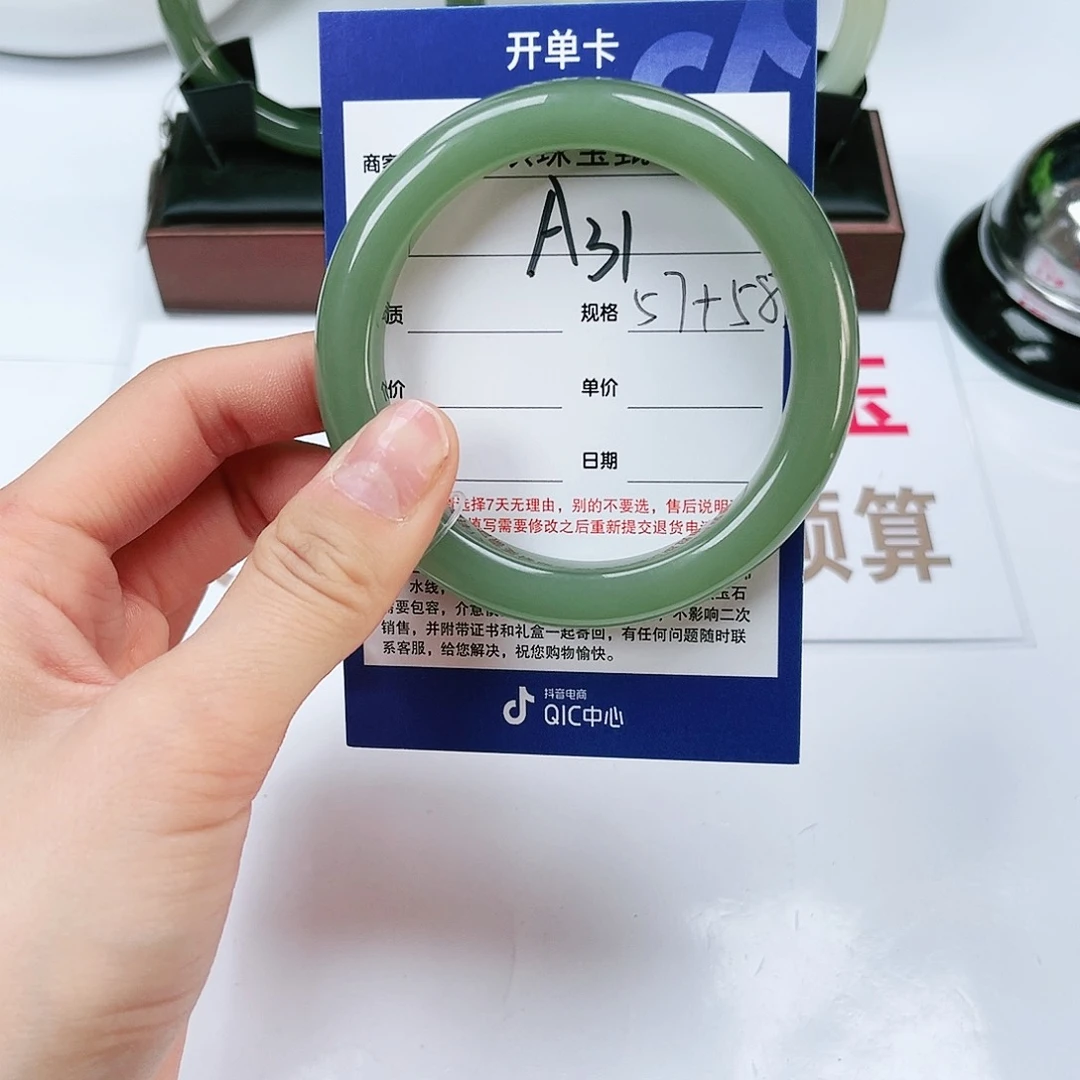 开单卡
商家
珠宝
A31
质
规格 57+58
价
单价
日期
选择7天无理由，别的不要选，售后说明
填写需要修改之后重新提交退货申请
水线，
玉石
需要包容，介意
不影响二次
销售，并附带证书和礼盒一起寄回，有任何问题随时联
系客服，给您解决，祝您购物愉快。
抖音电商
QIC中心
玉
预算